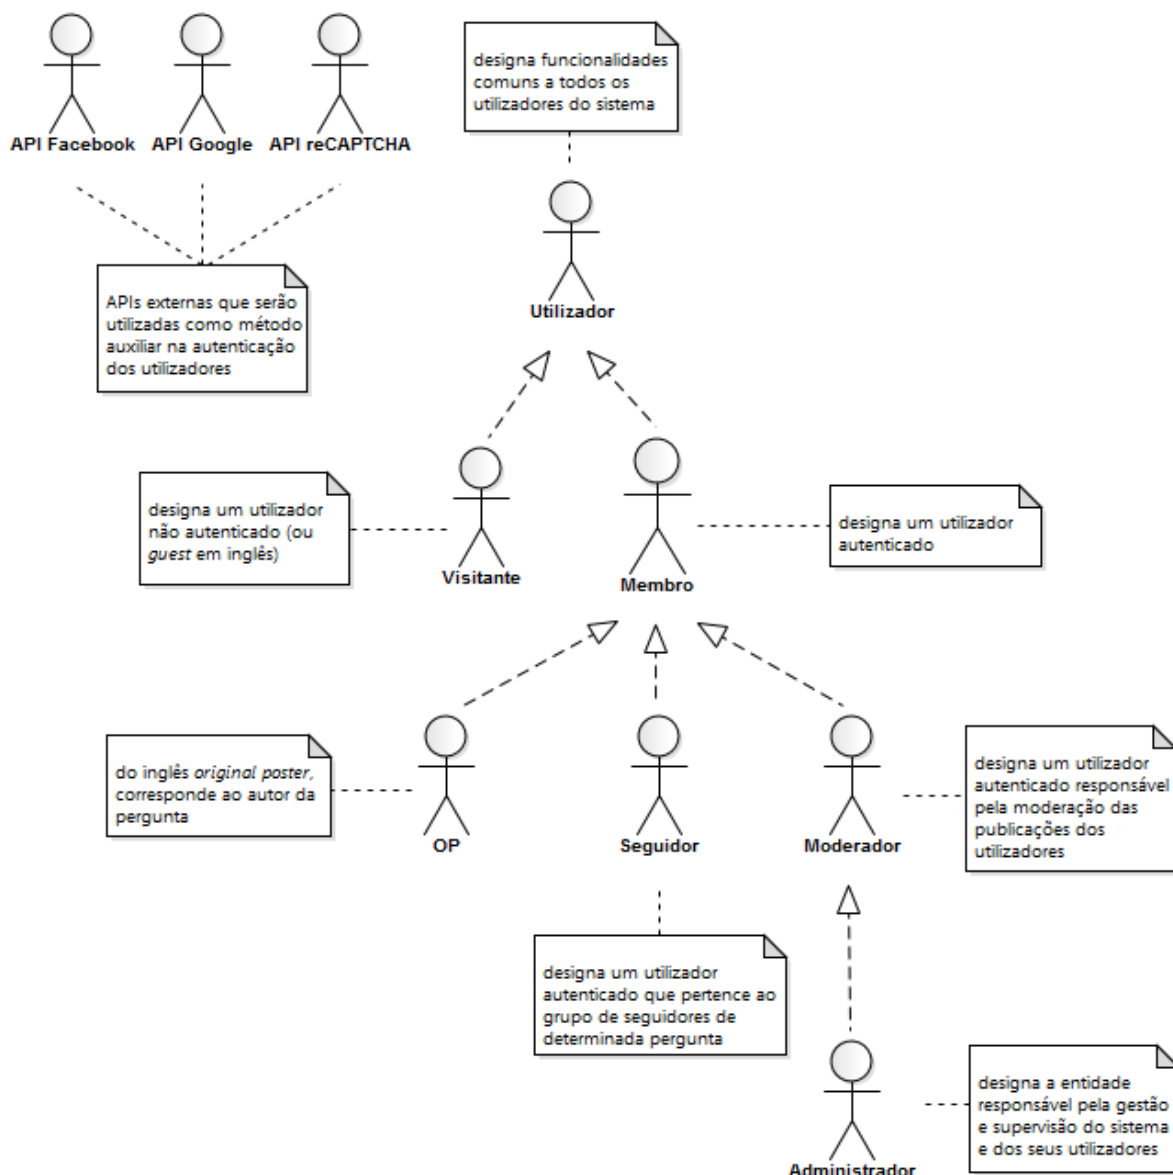 API Facebook
API Google
API reCAPTCHA
designa funcionalidades
comuns a todos os
utilizadores do sistema
Utilizador
APIs externas que serão
utilizadas como método
auxiliar na autenticação
dos utilizadores
designa um utilizador
não autenticado (ou
guest em inglês)
Visitante
Membro
designa um utilizador
autenticado
do inglês original poster,
corresponde ao autor da
pergunta
OP
Seguidor
Moderador
designa um utilizador
autenticado responsável
pela moderação das
publicações dos
utilizadores
designa um utilizador
autenticado que pertence ao
grupo de seguidores de
determinada pergunta
Administrador
designa a entidade
responsável pela gestão
e supervisão do sistema
e dos seus utilizadores